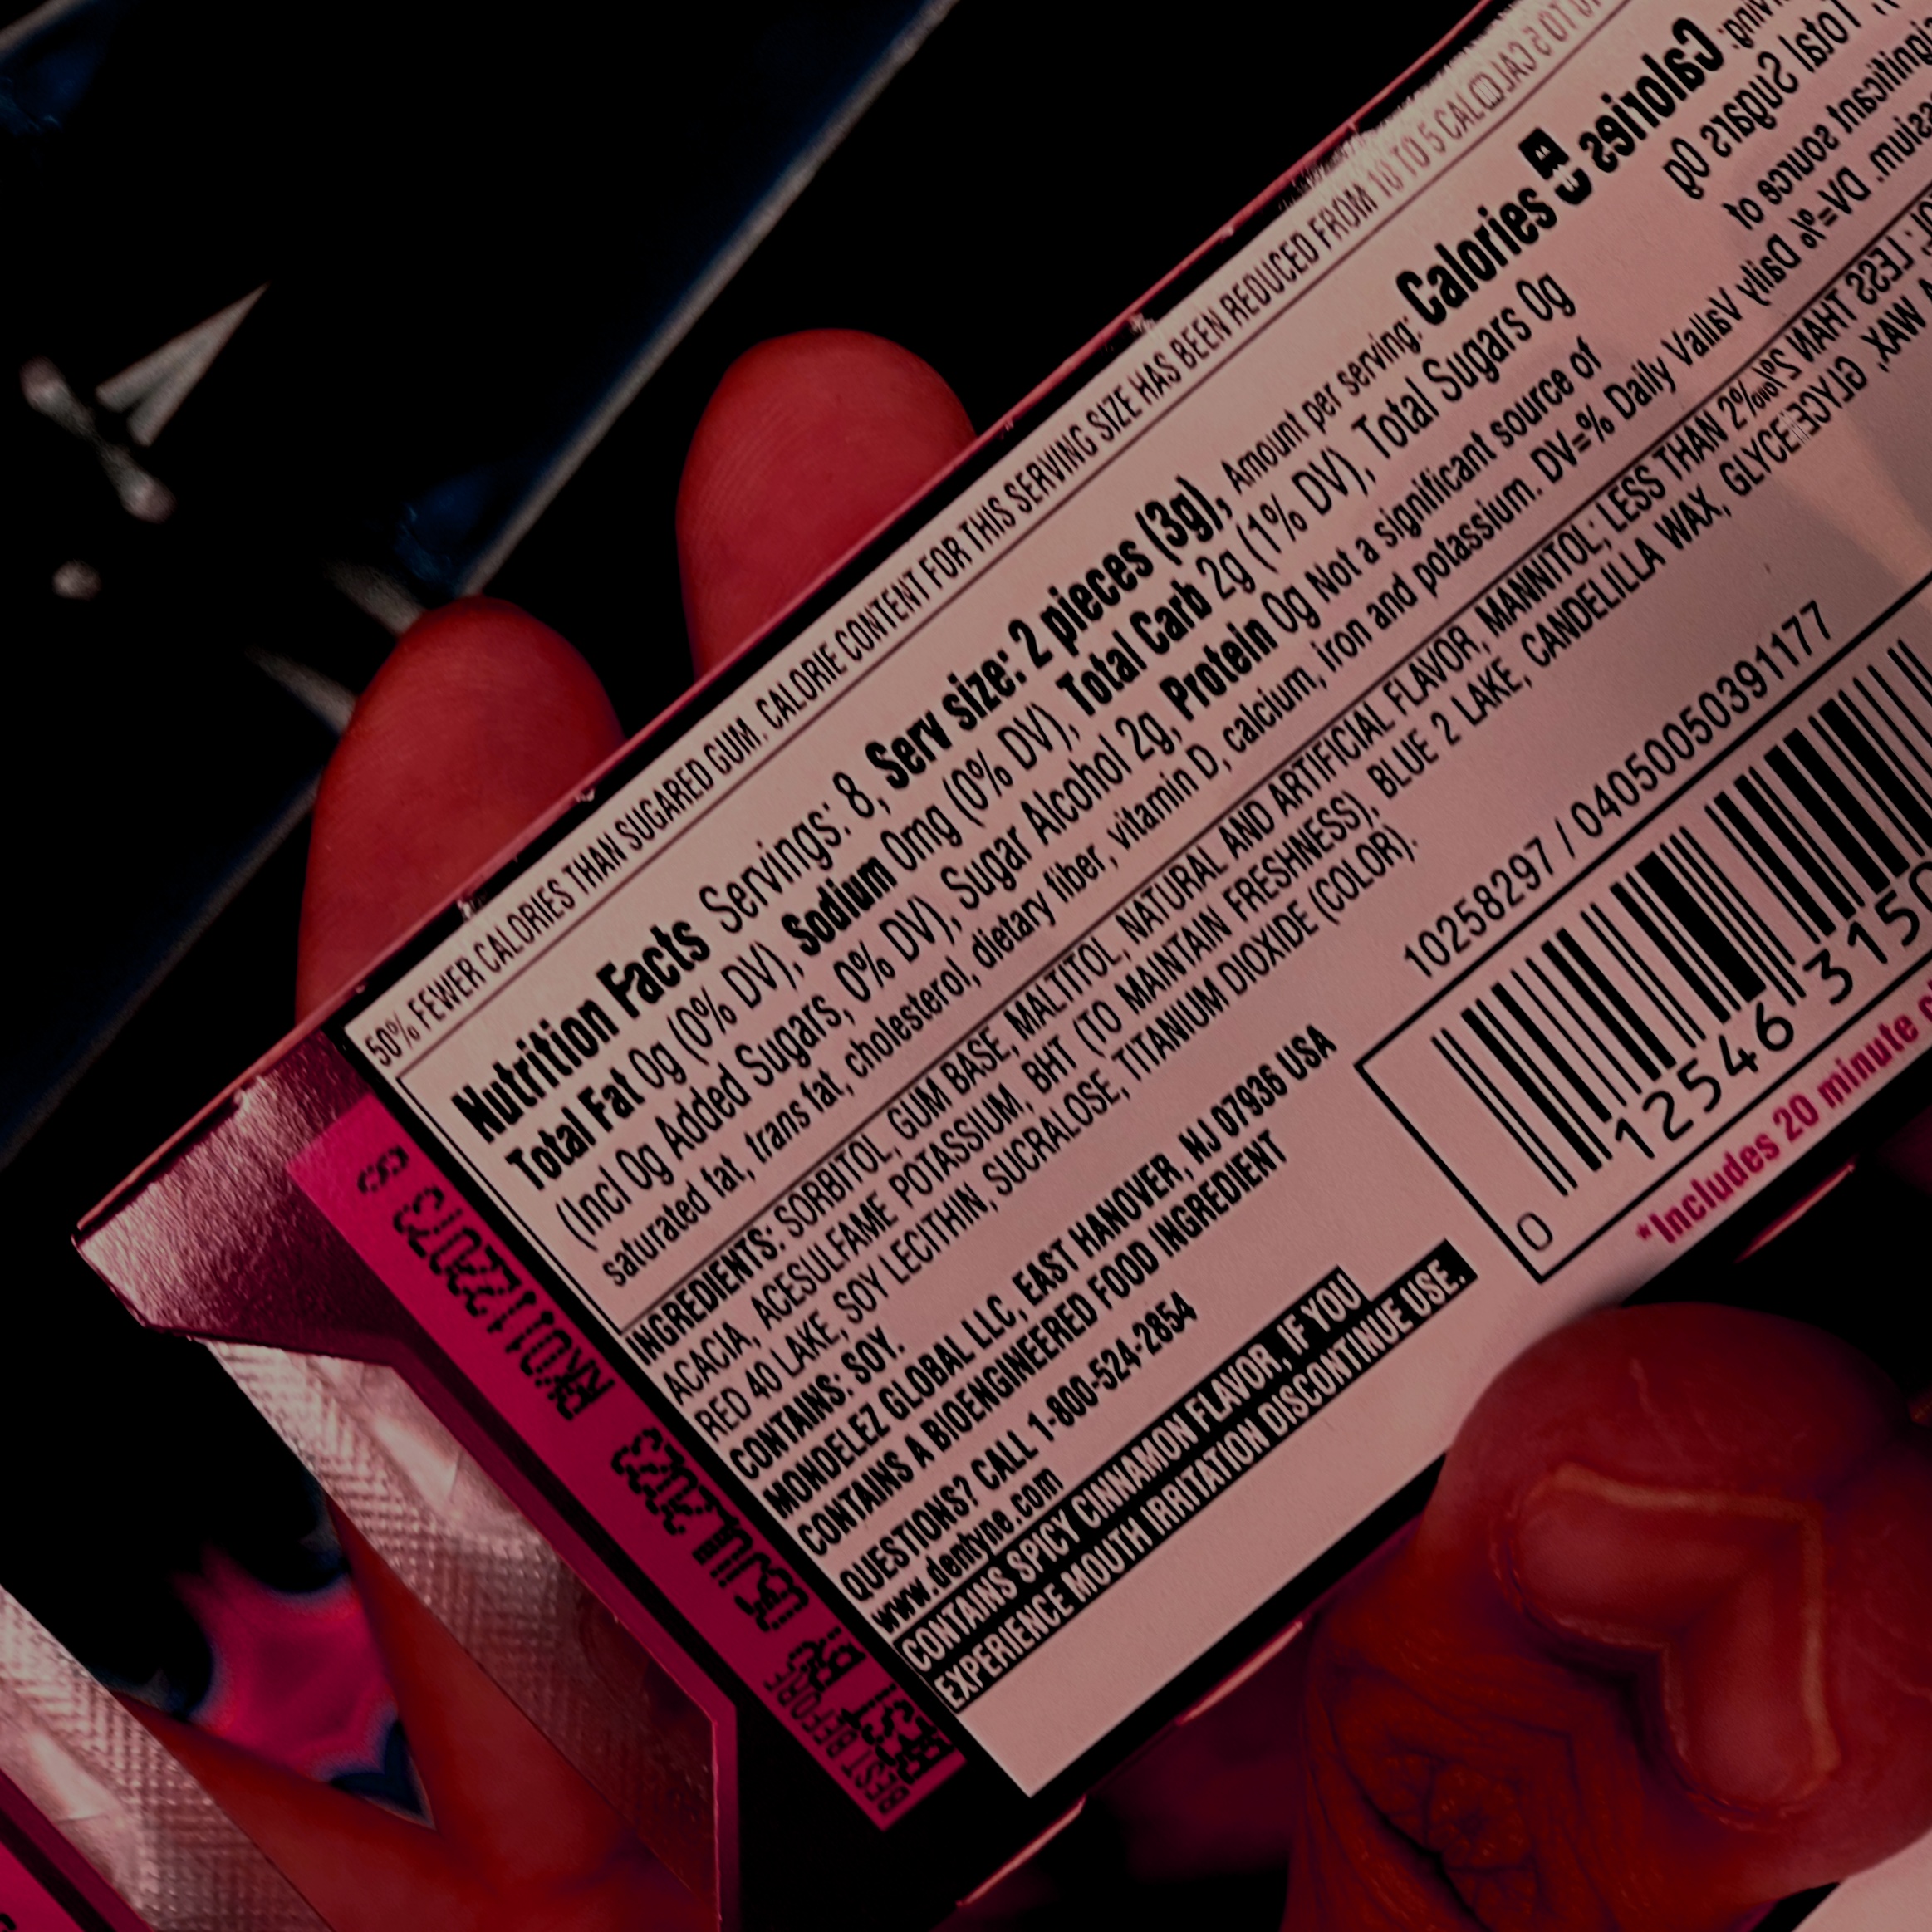 50% FEWER CALORIES THAN SUGARED GUM. CALORIE CONTENT FOR THIS SERVING SIZE HAS BEEN REDUCED FROM 10 TO 5 CAL
Nutrition Facts Servings: 8, Serv size: 2 pieces (3g), Amount per serving: Calories
Total Fat 0g (0% DV), Sodium 0mg (0% DV), Total Carb 2g (1% DV), Total Sugars 0g
(Incl 0g Added Sugars, 0% DV), Sugar Alcohol 2g, Protein 0g Not a significant source of
saturated fat, trans fat, cholesterol, dietary fiber, vitamin D, calcium, iron and potassium. DV=% Daily
INGREDIENTS: SORBITOL, GUM BASE, MALTITOL, NATURAL AND ARTIFICIAL FLAVOR, MANNITOL; LESS THAN 2%
ACACIA, ACESULFAME POTASSIUM, BHT (TO MAINTAIN FRESHNESS), BLUE 2 LAKE, CANDELILLA WAX,
RED 40 LAKE, SOY LECITHIN, SUCRALOSE, TITANIUM DIOXIDE (COLOR).
CONTAINS: SOY.
MONDELEZ GLOBAL LLC, EAST HANOVER, NJ 07936 USA
CONTAINS A BIOENGINEERED FOOD INGREDIENT
QUESTIONS? CALL 1-800-524-2854
www.dentyne.com
CONTAINS SPICY CINNAMON FLAVOR, IF YOU
EXPERIENCE MOUTH IRRITATION DISCONTINUE USE.
10258297 / 04050050391177
0 12546 3150
*Includes 20 minute
BEST BY 05JUL2023
BEST BEFORE